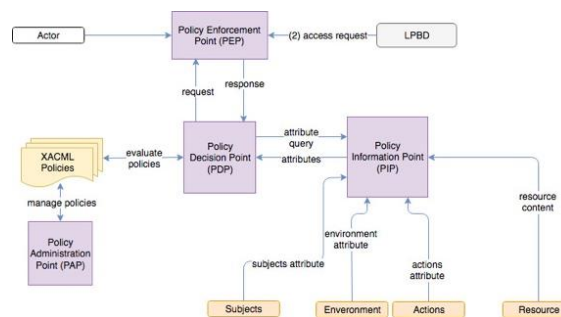 Actor
Policy Enforcement
Point (PEP)
(2) access request
LPBD
request
response
XACML
Policies
evaluate
policies
Policy
Decision Point
(PDP)
attribute
query
attributes
Policy
Information Point
(PIP)
manage policies
Policy
Administration
Point (PAP)
subjects attribute
environment
attribute
actions
attribute
resource
content
Subjects
Enveronment
Actions
Resource